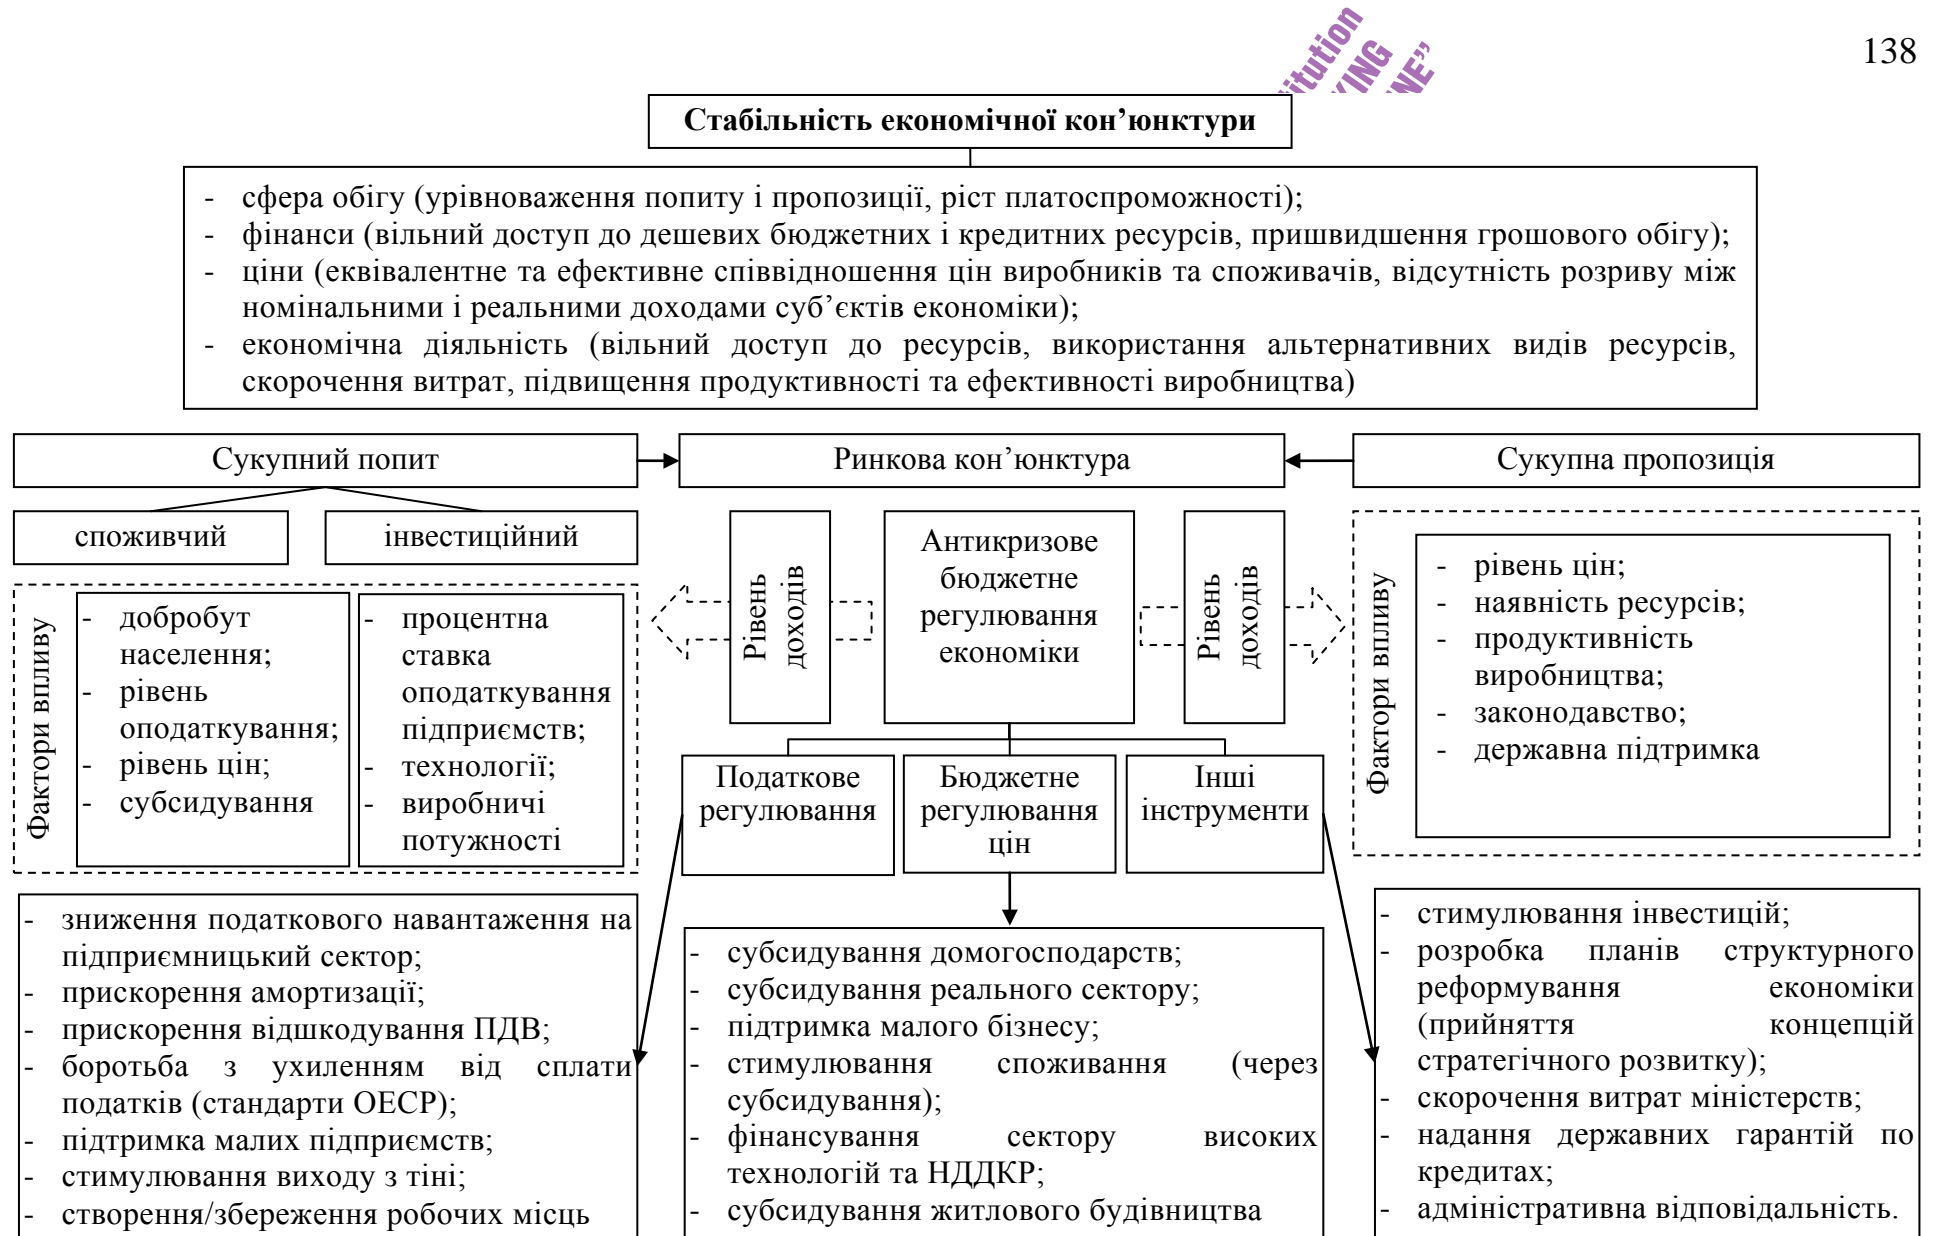 138
itution
KING
NE”
Стабільність економічної кон’юнктури
- сфера обігу (урівноваження попиту і пропозиції, ріст платоспроможності);
- фінанси (вільний доступ до дешевих бюджетних і кредитних ресурсів, пришвидшення грошового обігу);
- ціни (еквівалентне та ефективне співвідношення цін виробників та споживачів, відсутність розриву між
номінальними і реальними доходами суб’єктів економіки);
- економічна діяльність (вільний доступ до ресурсів, використання альтернативних видів ресурсів,
скорочення витрат, підвищення продуктивності та ефективності виробництва)
Сукупний попит
Ринкова кон’юнктура
Сукупна пропозиція
споживчий
інвестиційний
Фактори впливу
- добробут
населення;
- рівень
оподаткування;
- рівень цін;
- субсидування
- процентна
ставка
оподаткування
підприємств;
- технології;
- виробничі
потужності
Рівень
доходів
Антикризове
бюджетне
регулювання
економіки
Рівень
доходів
Фактори впливу
- рівень цін;
- наявність ресурсів;
- продуктивність
виробництва;
- законодавство;
- державна підтримка
Податкове
регулювання
Бюджетне
регулювання
цін
Інші
інструменти
- зниження податкового навантаження на
підприємницький сектор;
- прискорення амортизації;
- прискорення відшкодування ПДВ;
- боротьба з ухиленням від сплати
податків (стандарти ОЕСР);
- підтримка малих підприємств;
- стимулювання виходу з тіні;
- створення/збереження робочих місць
- субсидування домогосподарств;
- субсидування реального сектору;
- підтримка малого бізнесу;
- стимулювання споживання (через
субсидування);
- фінансування сектору високих
технологій та НДДКР;
- субсидування житлового будівництва
- стимулювання інвестицій;
- розробка планів структурного
реформування економіки
(прийняття концепцій
стратегічного розвитку);
- скорочення витрат міністерств;
- надання державних гарантій по
кредитах;
- адміністративна відповідальність.